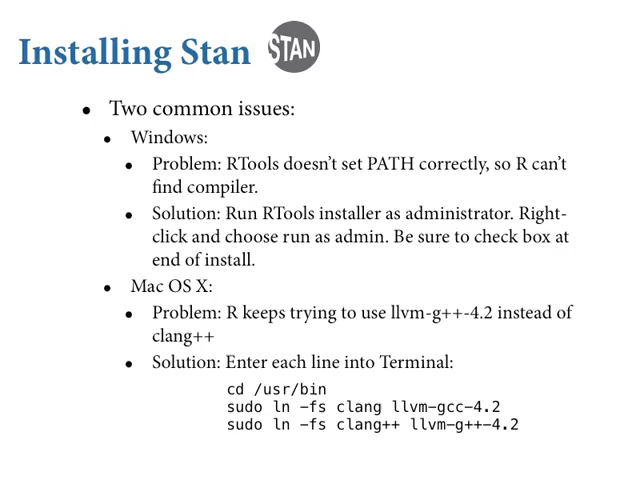 Installing Stan
STAN
• Two common issues:
• Windows:
• Problem: RTools doesn't set PATH correctly, so R can't
find compiler.
• Solution: Run RTools installer as administrator. Right-
click and choose run as admin. Be sure to check box at
end of install.
• Mac OS X:
• Problem: R keeps trying to use llvm-g++-4.2 instead of
clang++
• Solution: Enter each line into Terminal:
cd /usr/bin
sudo ln -fs clang llvm-gcc-4.2
sudo ln -fs clang++ llvm-g++-4.2